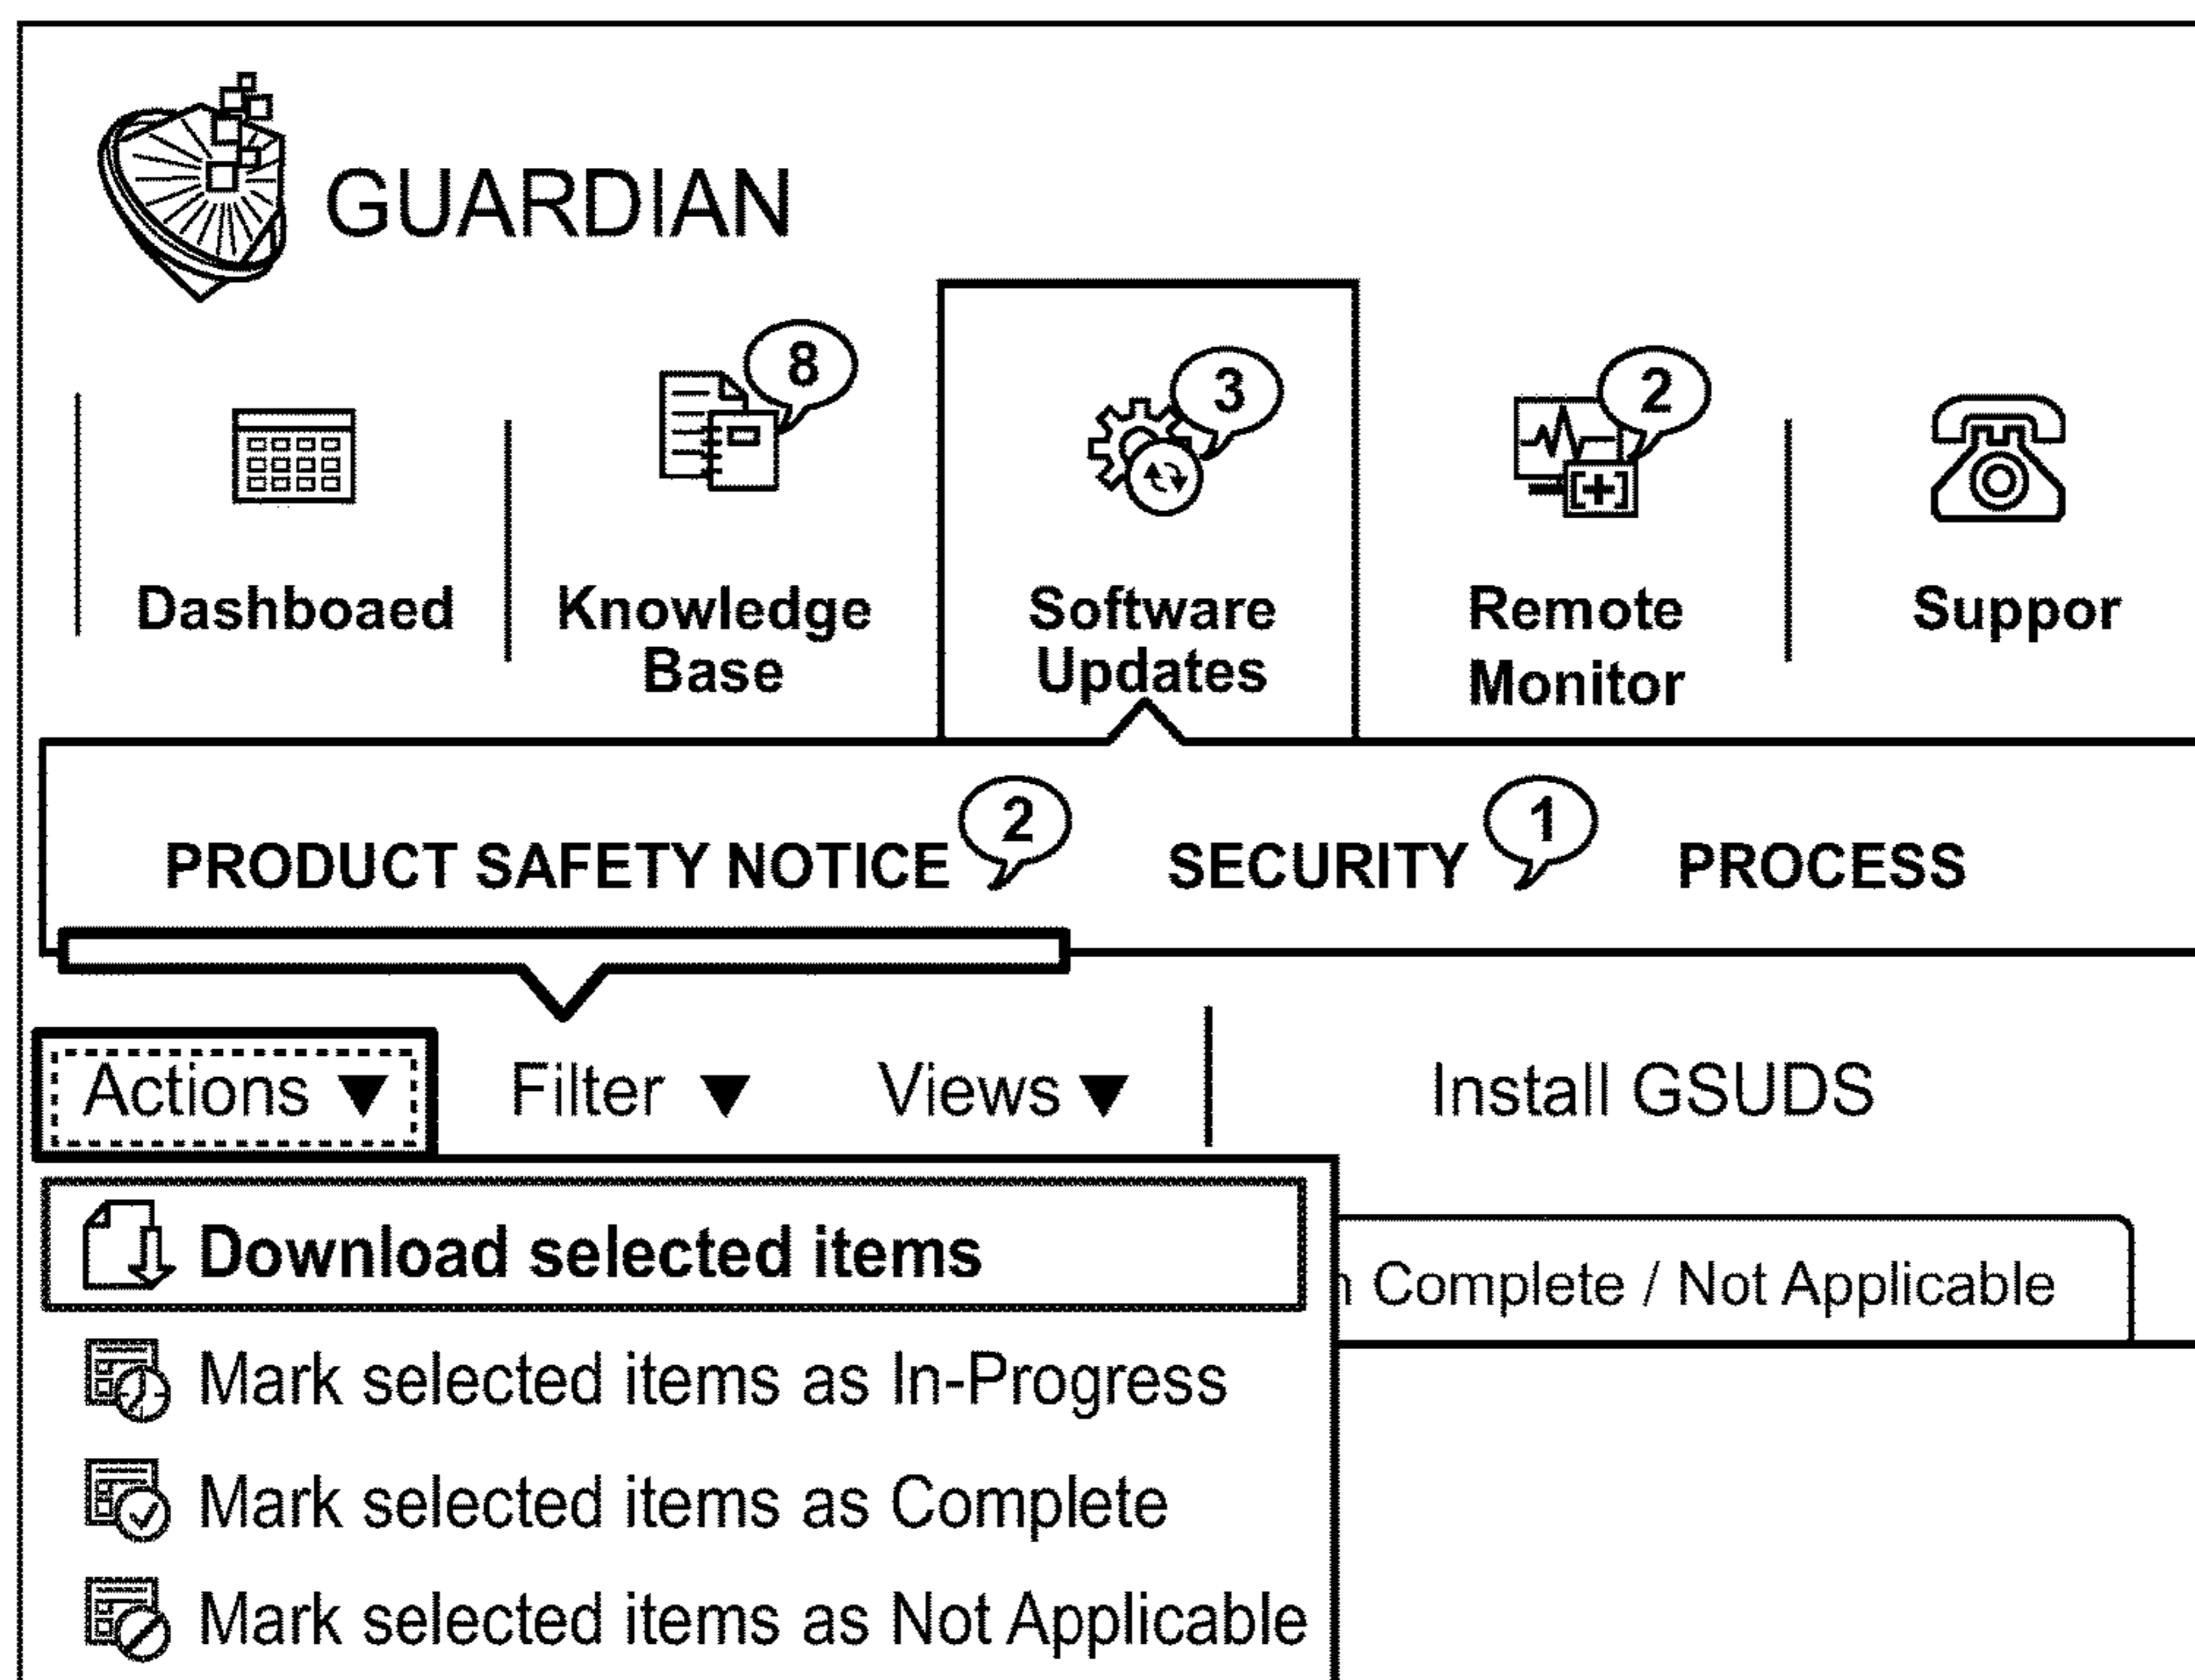 GUARDIAN
8
3
2
Dashboaed
Knowledge
Base
Software
Updates
Remote
Monitor
Suppor
PRODUCT SAFETY NOTICE 2 SECURITY 1 PROCESS
Actions ▼ Filter ▼ Views ▼ Install GSUDS
Download selected items
Complete / Not Applicable
Mark selected items as In-Progress
Mark selected items as Complete
Mark selected items as Not Applicable